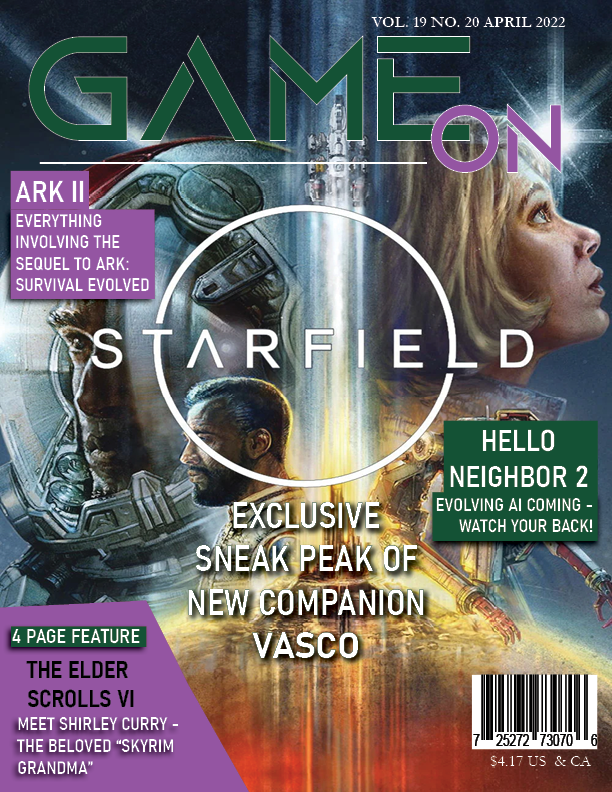 VOL. 19 NO. 20 APRIL 2022
GAME
ON
ARK II
EVERYTHING
INVOLVING THE
SEQUEL TO ARK:
SURVIVAL EVOLVED
STARFIELD
HELLO
NEIGHBOR 2
EVOLVING AI COMING -
WATCH YOUR BACK!
EXCLUSIVE
SNEAK PEAK OF
NEW COMPANION
VASCO
4 PAGE FEATURE
THE ELDER
SCROLLS VI
MEET SHIRLEY CURRY -
THE BELOVED “SKYRIM
GRANDMA”
7 25272 73070 6
$4.17 US & CA